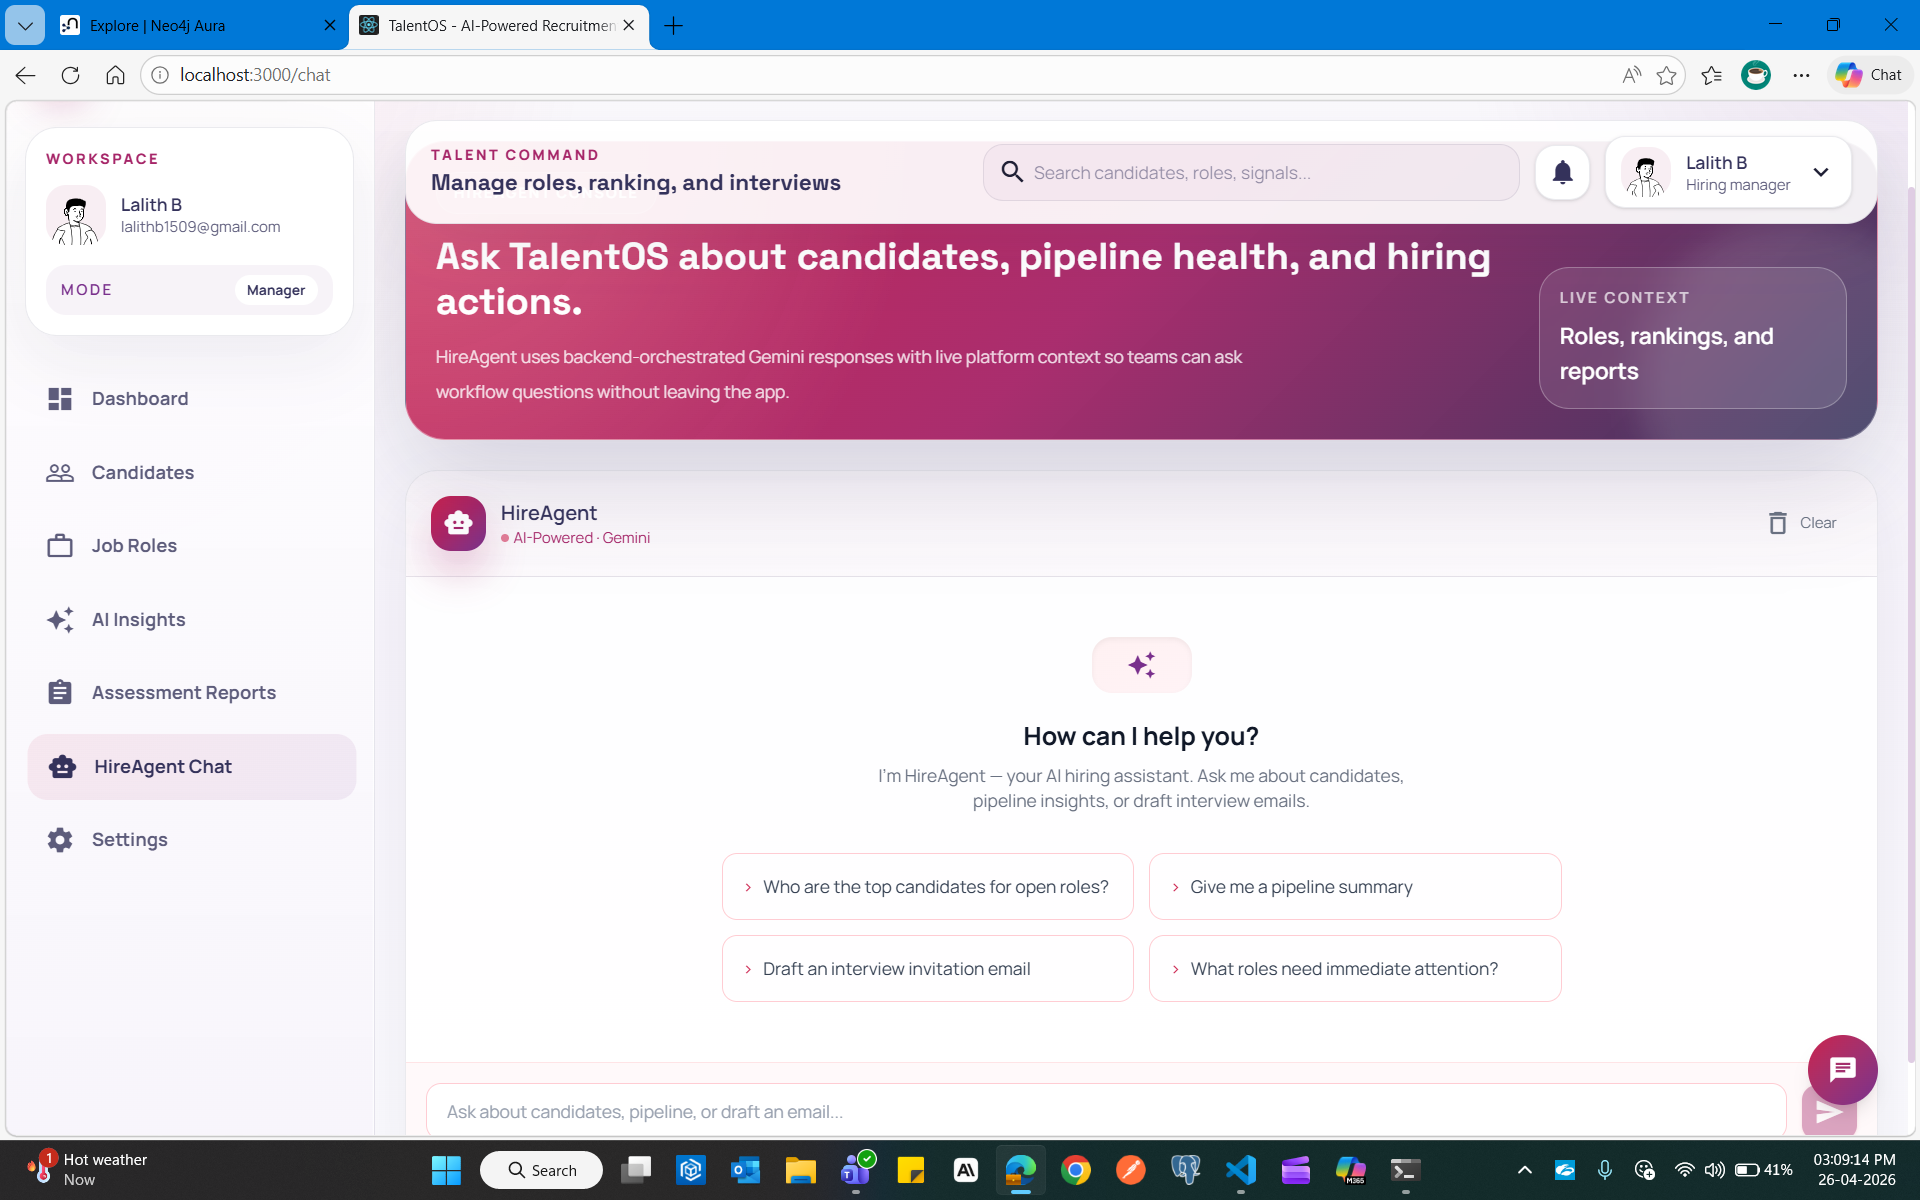 Explore | Neo4j Aura
TalentOS - AI-Powered Recruitmen
localhost:3000/chat
Chat
WORKSPACE
Lalith B
lalithb1509@gmail.com
MODE
Manager
Dashboard
Candidates
Job Roles
AI Insights
Assessment Reports
HireAgent Chat
Settings
TALENT COMMAND
Manage roles, ranking, and interviews
Search candidates, roles, signals...
Lalith B
Hiring manager
Ask TalentOS about candidates, pipeline health, and hiring
actions.
HireAgent uses backend-orchestrated Gemini responses with live platform context so teams can ask
workflow questions without leaving the app.
LIVE CONTEXT
Roles, rankings, and
reports
HireAgent
AI-Powered · Gemini
Clear
How can I help you?
I'm HireAgent — your AI hiring assistant. Ask me about candidates,
pipeline insights, or draft interview emails.
Who are the top candidates for open roles?
Give me a pipeline summary
Draft an interview invitation email
What roles need immediate attention?
Ask about candidates, pipeline, or draft an email...
1
Hot weather
Now
Search
M365
41%
03:09:14 PM
26-04-2026